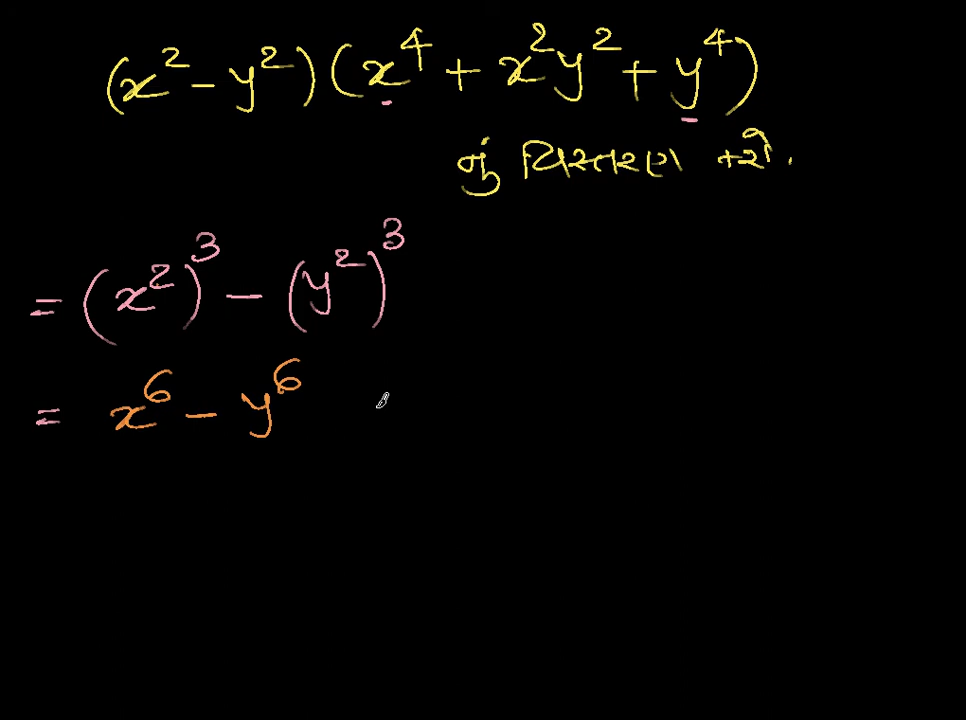 (x² - y²)(x⁴ + x²y² + y⁴)
નું વિસ્તરણ કરો.
= (x²)³ - (y²)³
= x⁶ - y⁶